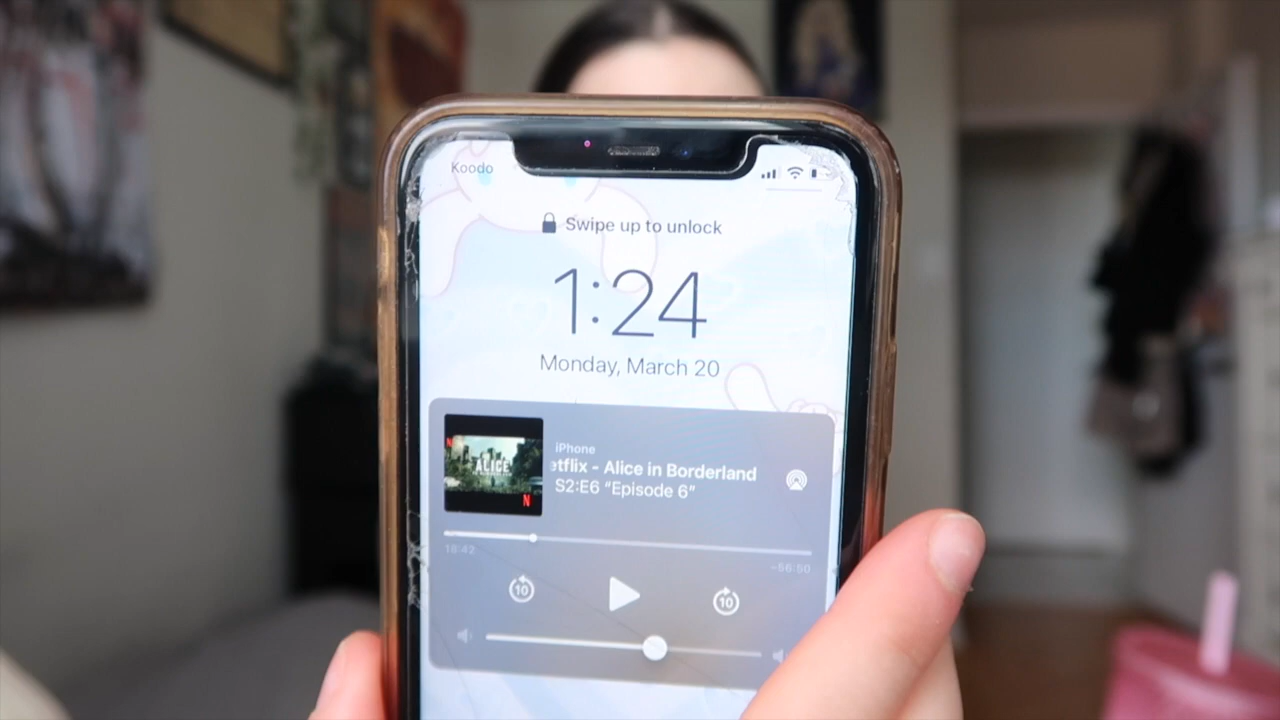 Koodo
Swipe up to unlock
1:24
Monday, March 20
iPhone
etflix - Alice in Borderland
S2:E6 “Episode 6”
ALICE
N
18:42
-56:50
10
10